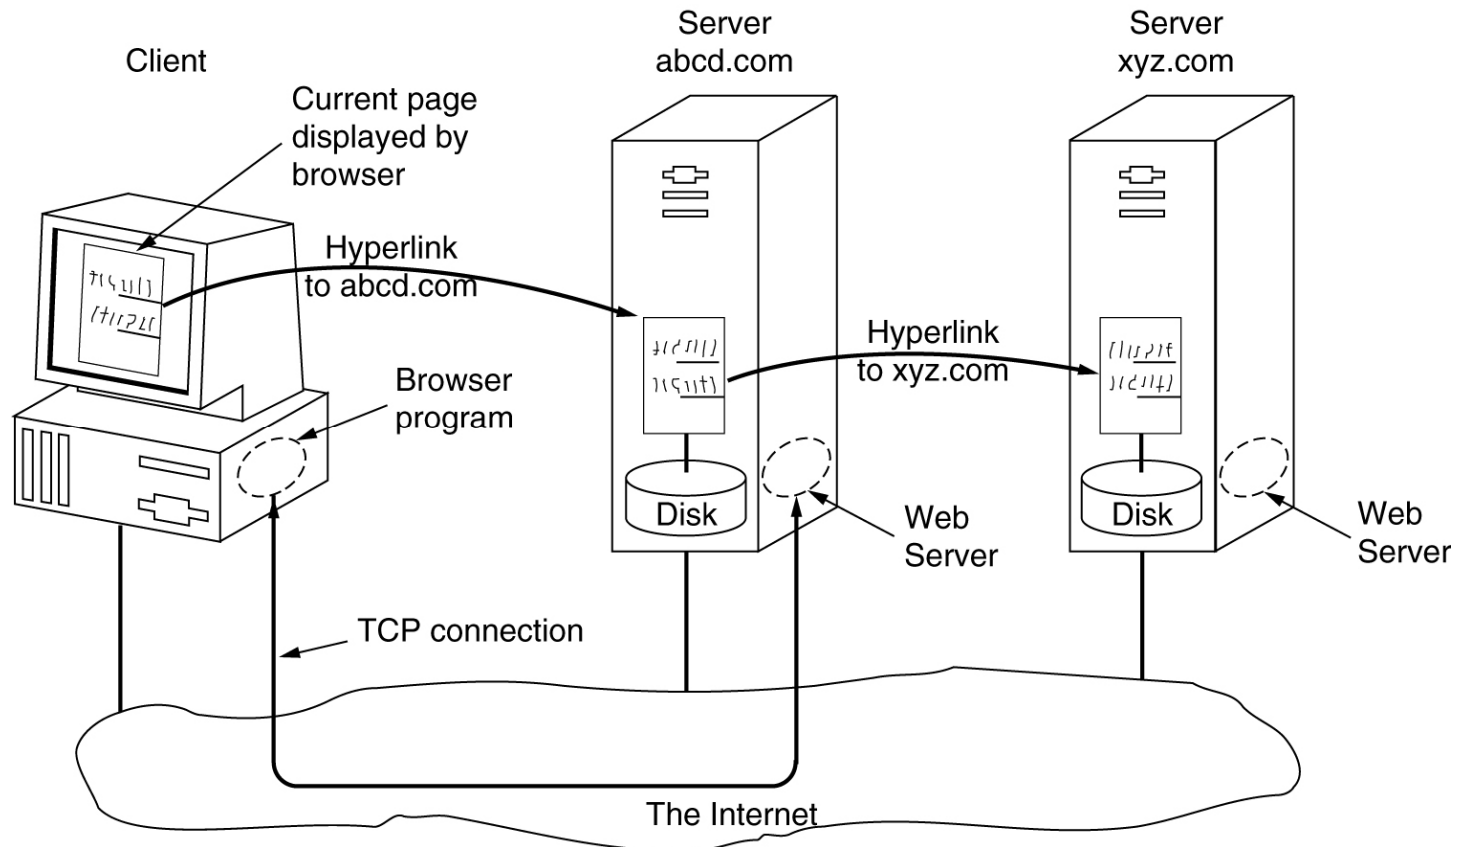 Client
Server
abcd.com
Server
xyz.com
Current page
displayed by
browser
Hyperlink
to abcd.com
Hyperlink
to xyz.com
Browser
program
Disk
Web
Server
Disk
Web
Server
TCP connection
The Internet